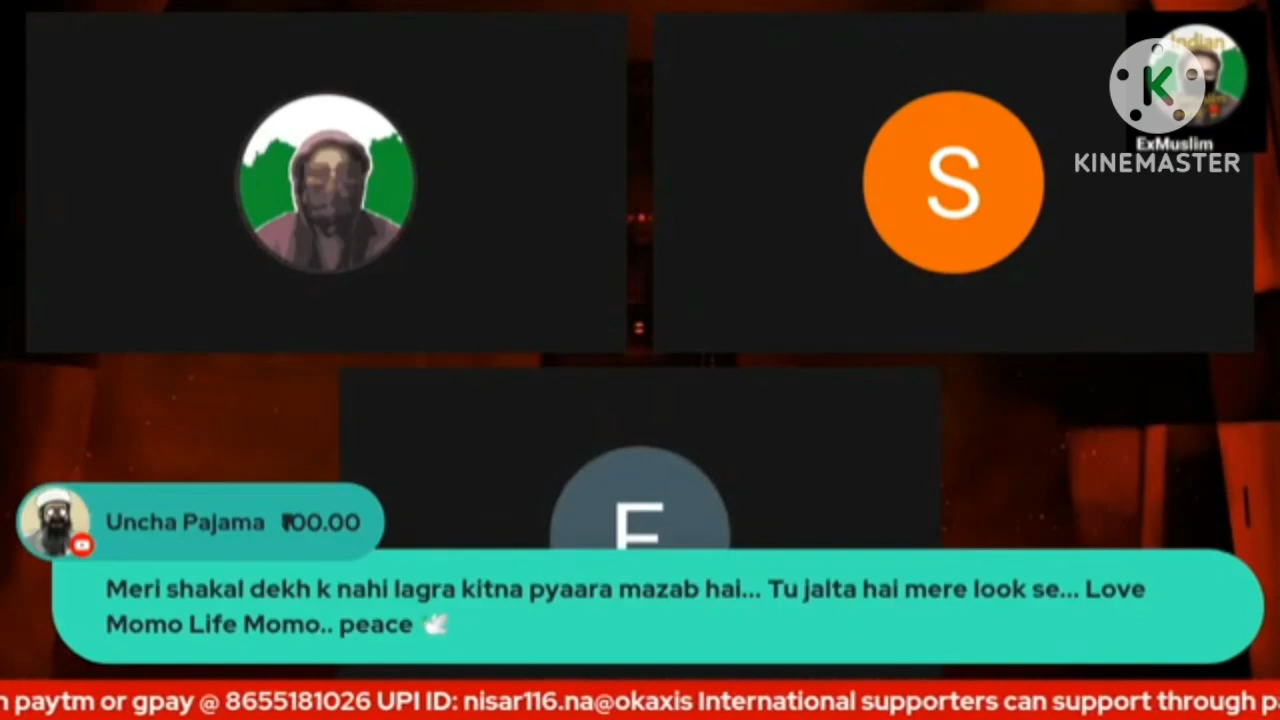 Indian
S
ExMuslim
KINEMASTER
E
Uncha Pajama ₹100.00
Meri shakal dekh k nahi lagra kitna pyaara mazab hai... Tu jalta hai mere look se... Love
Momo Life Momo.. peace 🕊️
paytm or gpay @ 8655181026 UPI ID: nisar116.na@okaxis International supporters can support through